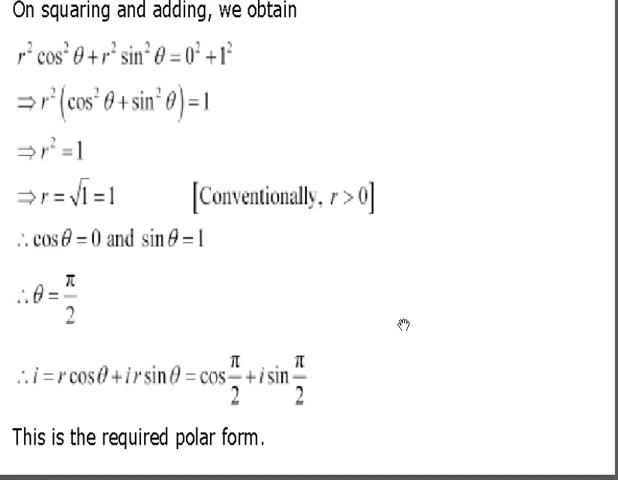 On squaring and adding, we obtain
r² cos² θ + r² sin² θ = 0² + 1²
⇒ r² (cos² θ + sin² θ) = 1
⇒ r² = 1
⇒ r = √1 = 1 [Conventionally, r > 0]
∴ cos θ = 0 and sin θ = 1
∴ θ = π/2
∴ i = r cos θ + i r sin θ = cos π/2 + i sin π/2
This is the required polar form.